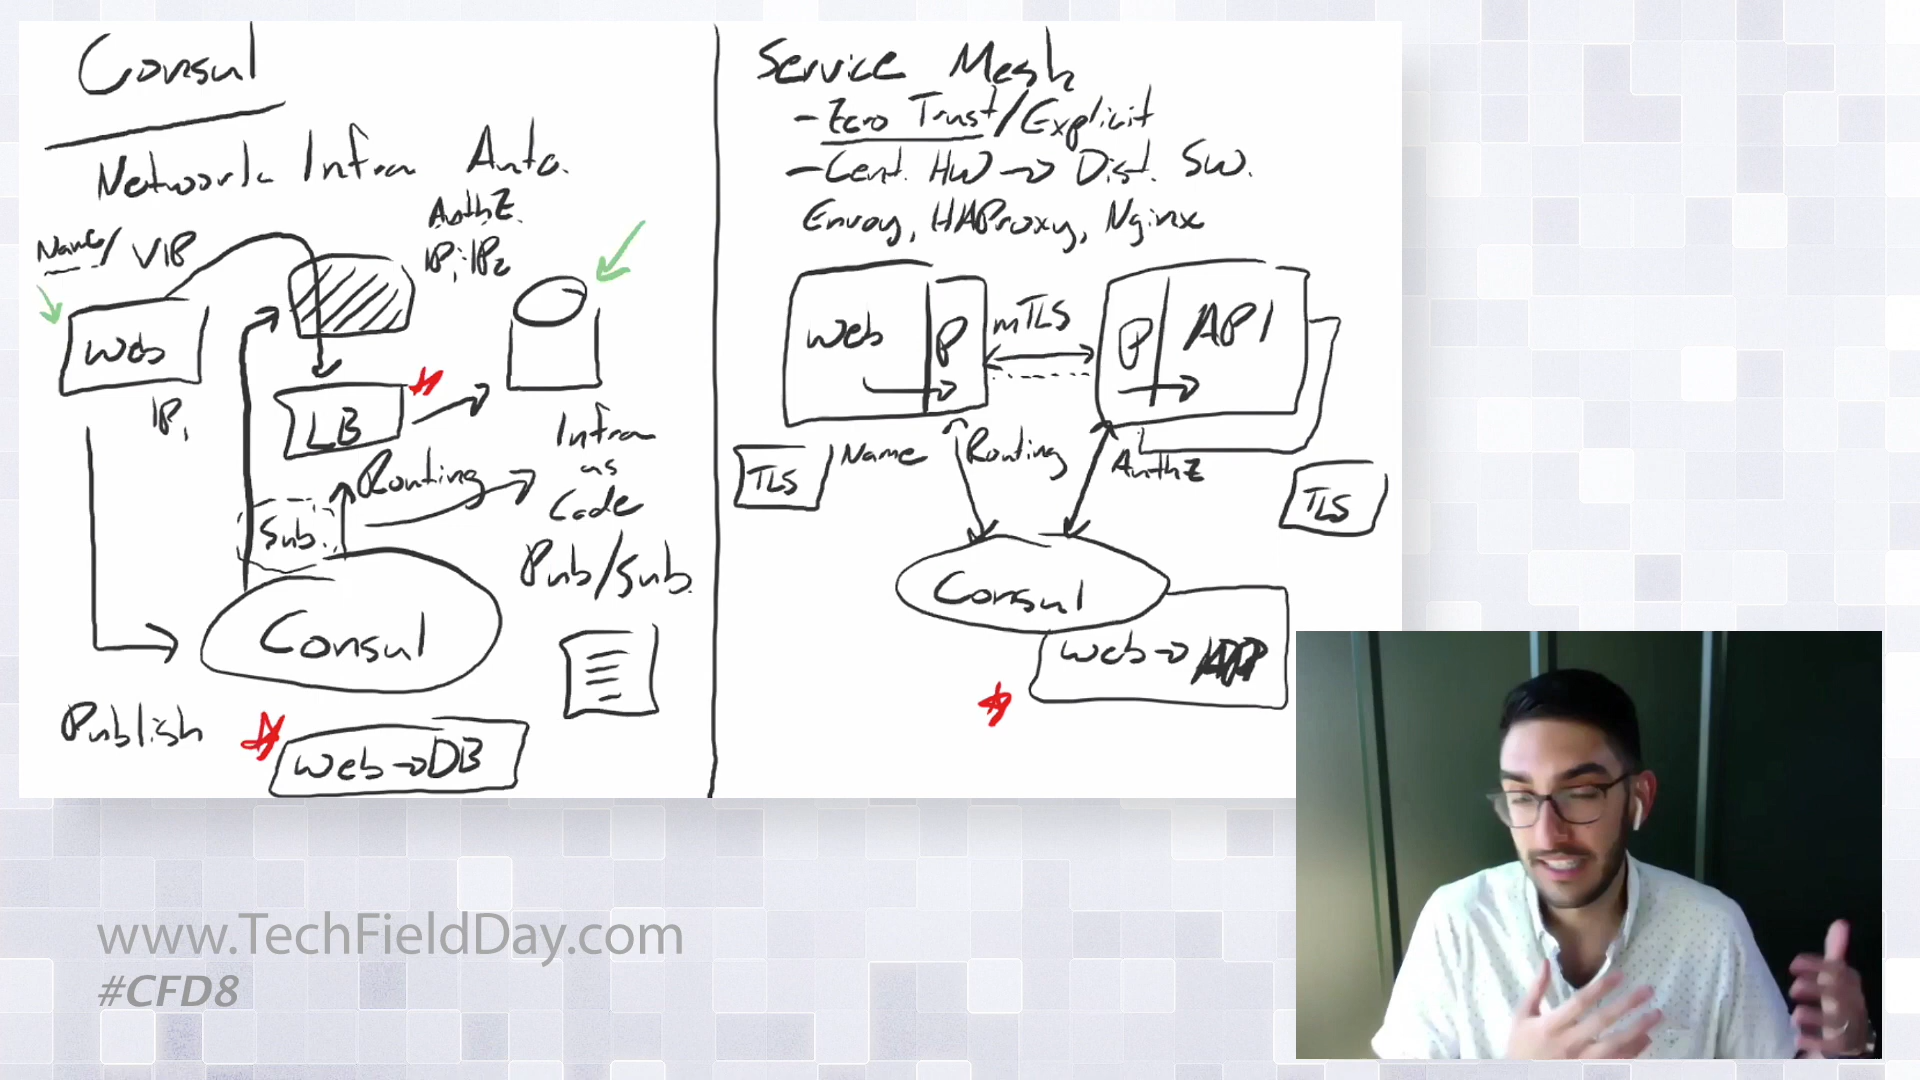 Consul
Network Infra Auto.
Name/VIP
AuthZ
IP1:IP2
Web
IP1
LB
Routing
Sub.
Infra
as
Code
Pub/Sub.
Consul
Publish
Web→DB
Service Mesh
- Zero Trust/Explicit
- Cent. HW → Dist. SW.
Envoy, HAProxy, Nginx
Web
P
mTLS
P
API
TLS
Name
Routing
AuthZ
TLS
Consul
Web→
www.TechFieldDay.com
#CFD8